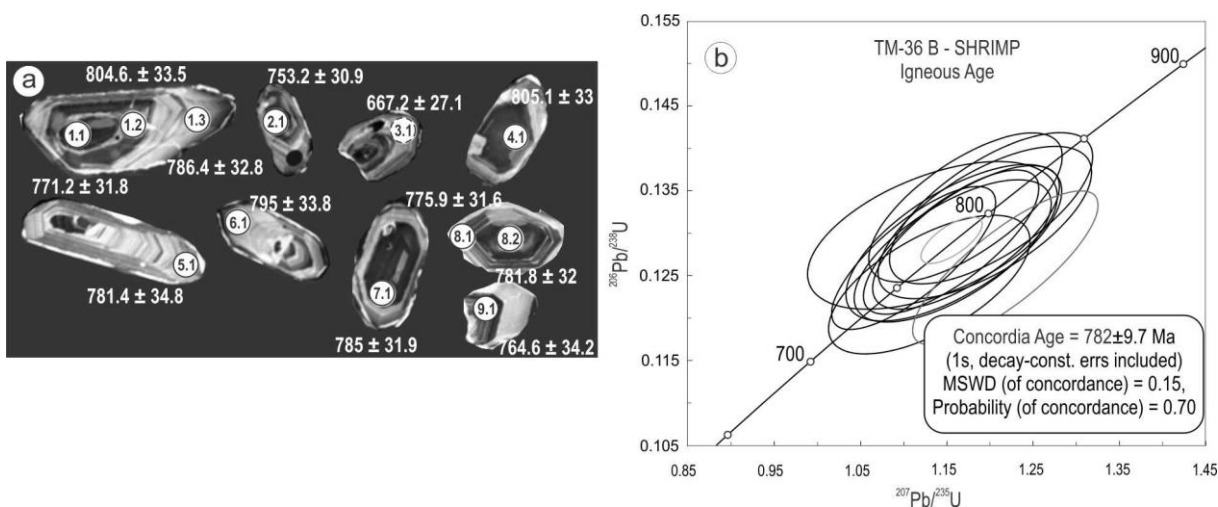 a
804.6. ± 33.5
753.2 ± 30.9
667.2 ± 27.1
805.1 ± 33
1.1
1.2
1.3
2.1
3.1
4.1
786.4 ± 32.8
771.2 ± 31.8
795 ± 33.8
775.9 ± 31.6
6.1
8.1
8.2
5.1
781.8 ± 32
781.4 ± 34.8
7.1
9.1
785 ± 31.9
764.6 ± 34.2
b
TM-36 B - SHRIMP
Igneous Age
900
800
700
0.155
0.145
0.135
0.125
0.115
0.105
206Pb/238U
Concordia Age = 782±9.7 Ma
(1s, decay-const. errs included)
MSWD (of concordance) = 0.15,
Probability (of concordance) = 0.70
0.85 0.95 1.05 1.15 1.25 1.35 1.45
207Pb/235U